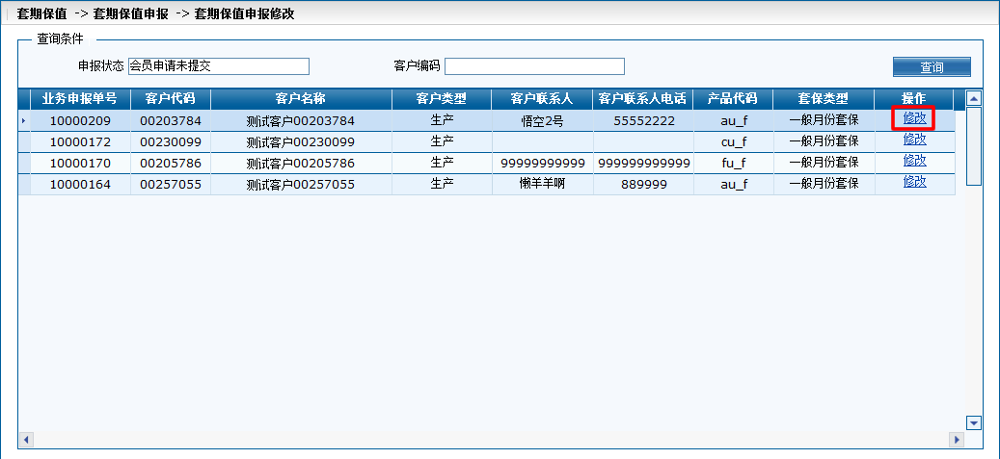 套期保值 -> 套期保值申报 -> 套期保值申报修改
查询条件
申报状态 会员申请未提交 客户编码 查询
业务申报单号 客户代码 客户名称 客户类型 客户联系人 客户联系人电话 产品代码 套保类型 操作
10000209 00203784 测试客户00203784 生产 悟空2号 55552222 au_f 一般月份套保 修改
10000172 00230099 测试客户00230099 生产 cu_f 一般月份套保 修改
10000170 00205786 测试客户00205786 生产 99999999999 999999999999 fu_f 一般月份套保 修改
10000164 00257055 测试客户00257055 生产 懒羊羊啊 889999 au_f 一般月份套保 修改